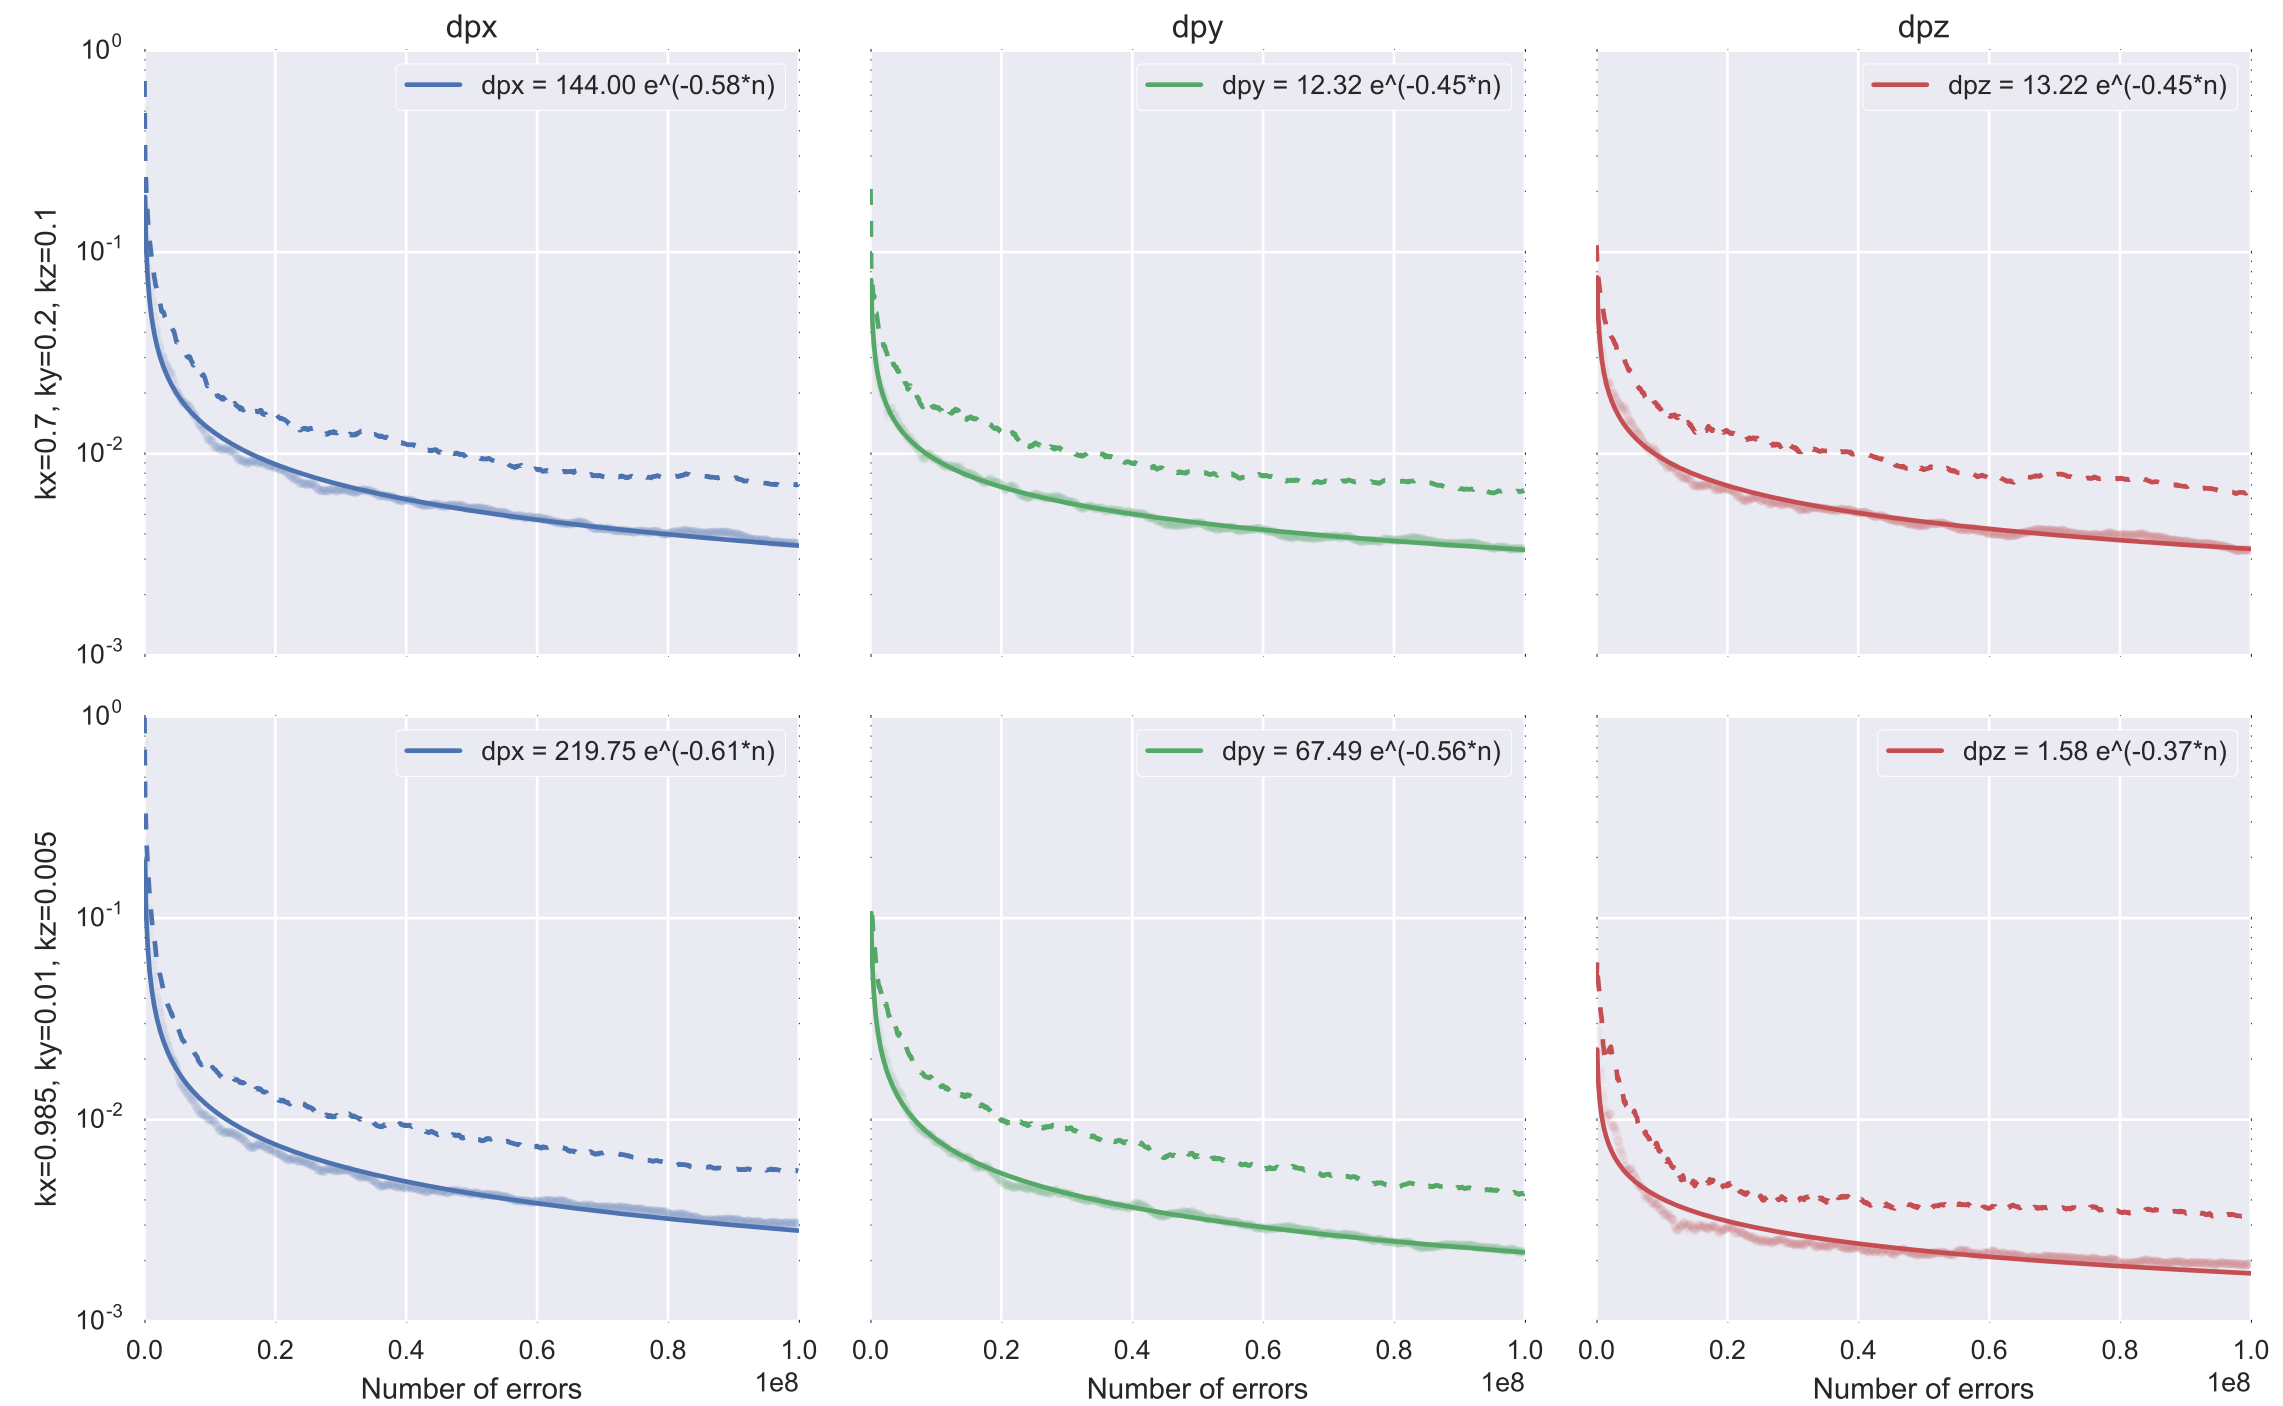 dpx
dpy
dpz
10^0
10^-1
10^-2
10^-3
kx=0.7, ky=0.2, kz=0.1
dpx = 144.00 e^(-0.58*n)
dpy = 12.32 e^(-0.45*n)
dpz = 13.22 e^(-0.45*n)
10^0
10^-1
10^-2
10^-3
kx=0.985, ky=0.01, kz=0.005
dpx = 219.75 e^(-0.61*n)
dpy = 67.49 e^(-0.56*n)
dpz = 1.58 e^(-0.37*n)
0.0 0.2 0.4 0.6 0.8 1.0
0.0 0.2 0.4 0.6 0.8 1.0
0.0 0.2 0.4 0.6 0.8 1.0
Number of errors 1e8
Number of errors 1e8
Number of errors 1e8